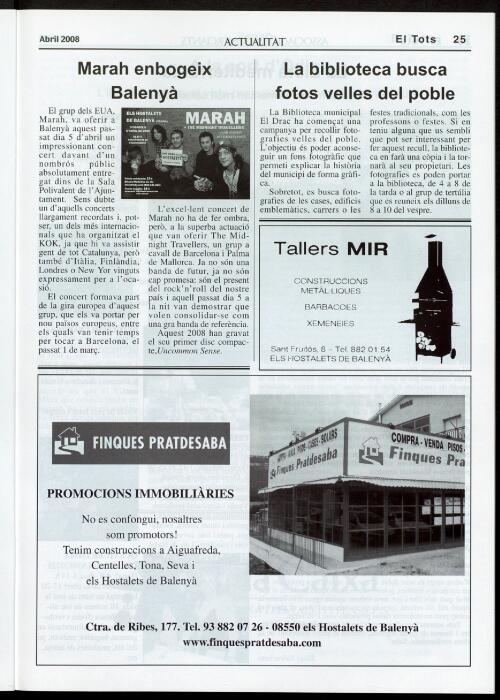 Abril 2008
ACTUALITAT
El Tots 25
Marah enbogeix
Balenyà
El grup dels EUA,
Marah, va oferir a
Balenyà aquest pas-
sat dia 5 d'abril un
impressionant con-
cert davant d'un
nombrós públic
absolutament entre-
gat dins de la Sala
Polivalent de l'Ajun-
tament. Sens dubte
un d'aquells concerts
llargament recordats i, pot-
ser, un dels més internacio-
nals que ha organitzat el
KOK, ja que hi va assistir
gent de tot Catalunya, però
també d'Itàlia, Finlàndia,
Londres o New Yor vinguts
expressament per a l'oca-
sió.
El concert formava part
de la gira europea d'aquest
grup, que els va portar per
nou països europeus, entre
els quals van tenir temps
per tocar a Barcelona, el
passat 1 de març.
ELS HOSTALETS
DE BALENYÀ
MARAH
+ THE MIDNIGHT TRAVELLERS
L'excel·lent concert de
Marah no ha de fer ombra,
però, a la superba actuació
que van oferir The Mid-
night Travellers, un grup a
cavall de Barcelona i Palma
de Mallorca. Ja no són una
banda de futur, ja no són
cap promesa: són el present
del rock'n'roll del nostre
país i aquell passat dia 5 a
la nit van demostrar que
volen consolidar-se com
una gra banda de referència.
Aquest 2008 han gravat
el seu primer disc compac-
te,Uncommon Sense.
La biblioteca busca
fotos velles del poble
La Biblioteca Municipal
El Drac ha començat una
campanya per recollir foto-
grafies velles del poble.
L'objectiu és poder aconse-
guir un fons fotogràfic que
permeti explicar la història
del municipi de forma gràfi-
ca.
Sobretot, es busca foto-
grafies de les cases, edificis
emblemàtics, carrers o les
festes tradicionals, com les
professons o festes. Si en
teniu alguna que us sembli
que pot ser interessant per
fer aquest recull, la bibliote-
ca en farà una còpia i la tor-
narà al seu propietari. Les
fotografies es poden portar
a la biblioteca, de 4 a 8 de
la tarda o al grup de tertúlia
que es reuneix els dilluns de
8 a 10 del vespre.
Tallers MIR
CONSTRUCCIONS
METAL·LIQUES
BARBACOES
XEMENEIES
Sant Fruitós, 8 - Tel. 882 01 54
ELS HOSTALETS DE BALENYÀ
FINQUES PRATDESABA
PROMOCIONS IMMOBILIÀRIES
No es confongui, nosaltres
som promotors!
Tenim construccions a Aiguafreda,
Centelles, Tona, Seva i
els Hostalets de Balenyà
PISOS - CASES - SOLARS
Finques Pratdesaba
COMPRA - VENDA PISOS
Finques Pra
Ctra. de Ribes, 177. Tel. 93 882 07 26 - 08550 els Hostalets de Balenyà
www.finquespratdesaba.com